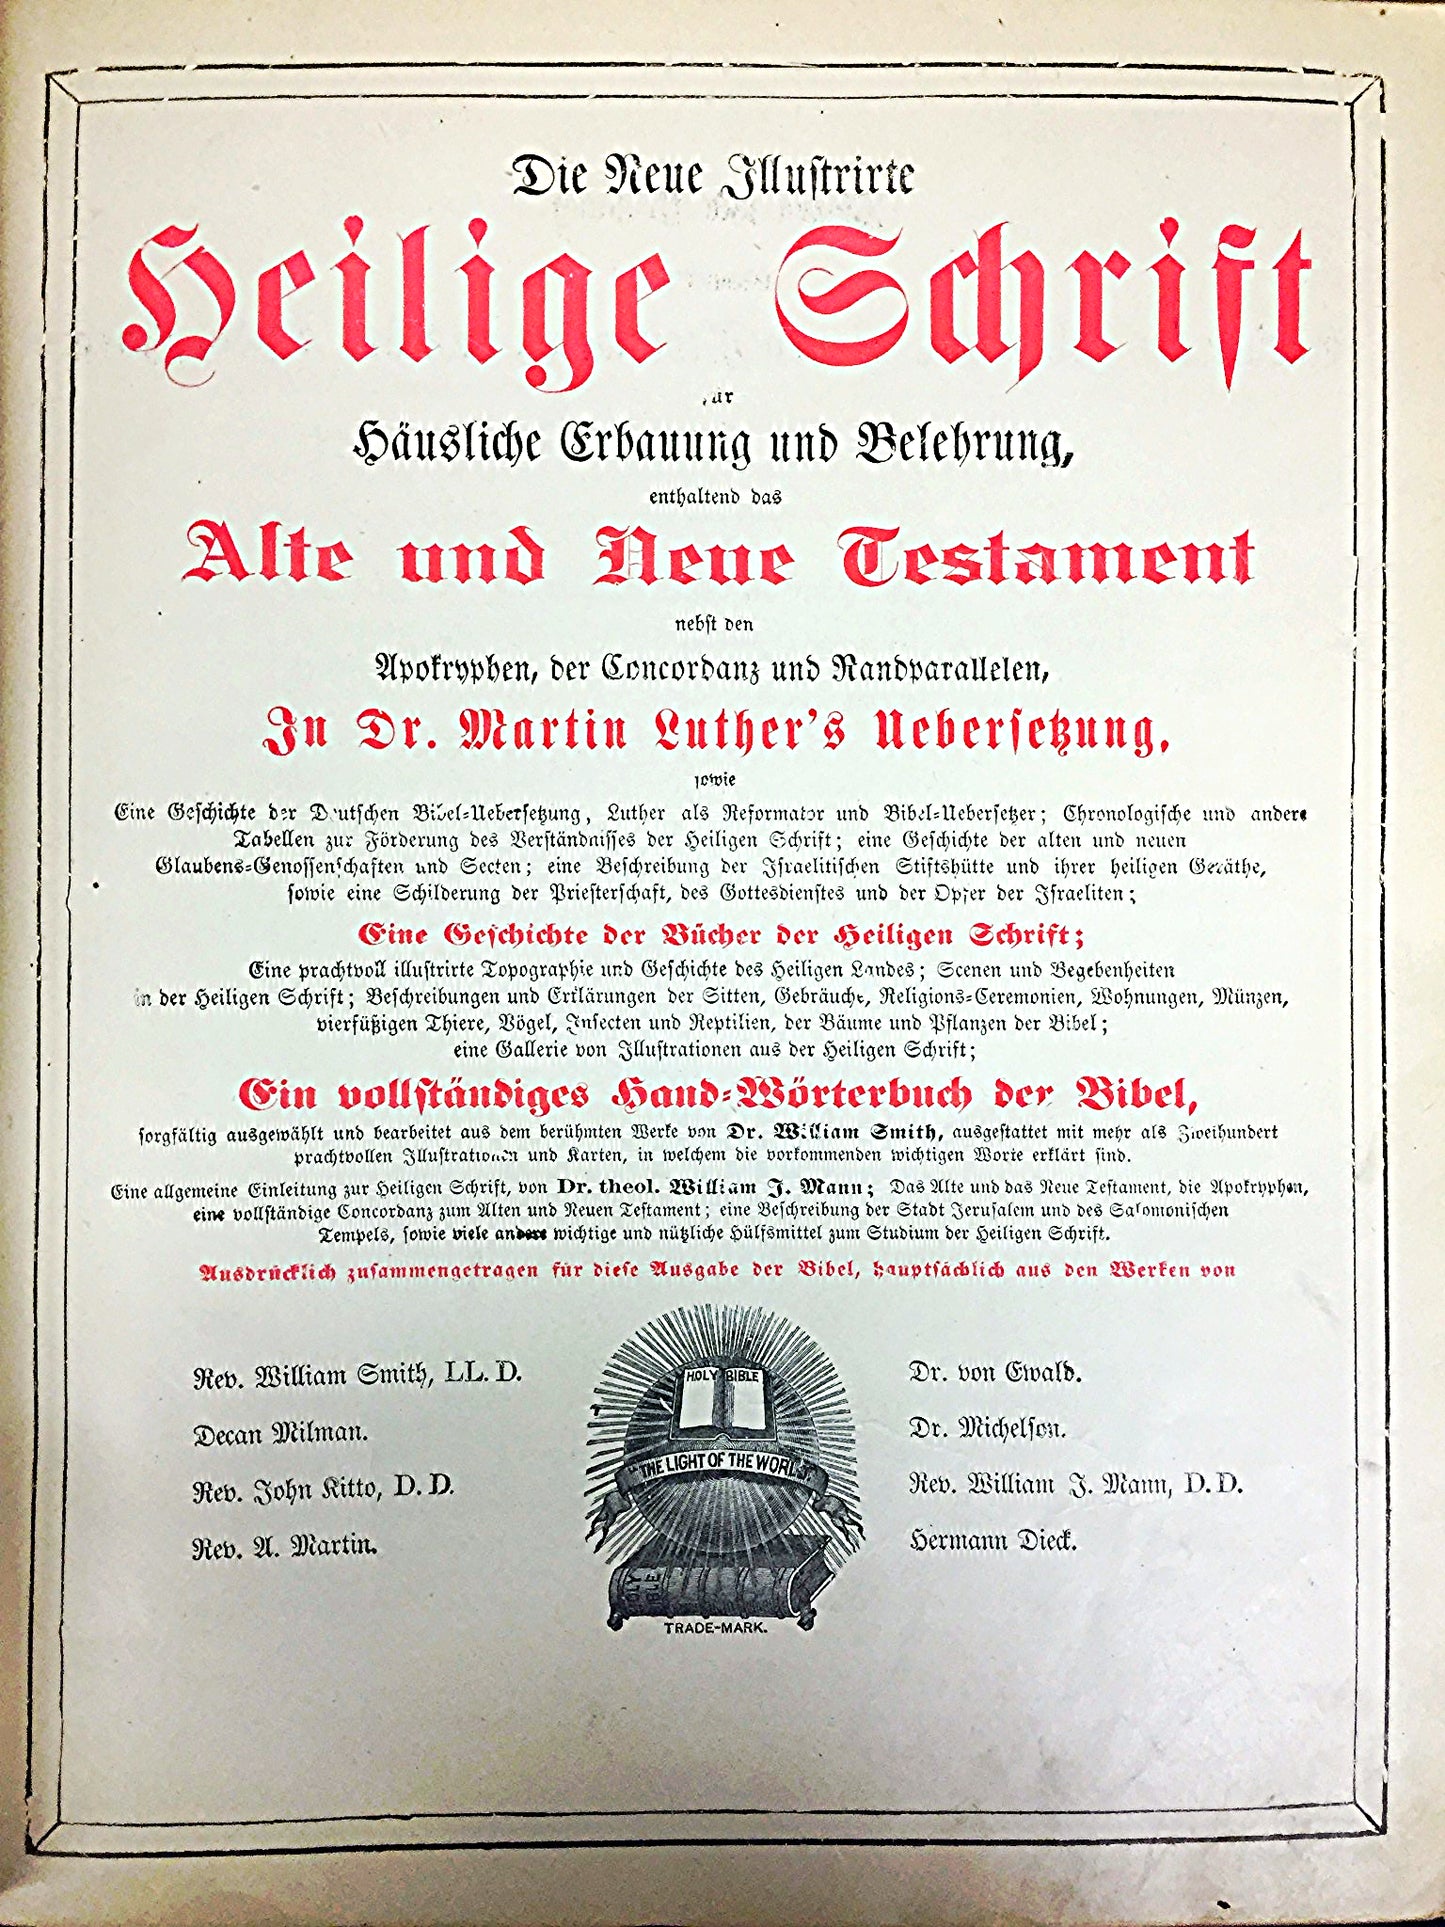 Die Neue Illustrirte
Heilige Schrift
für
Häusliche Erbauung und Belehrung,
enthaltend das
Alte und Neue Testament
nebst den
Apokryphen, der Concordanz und Randparallelen,
In Dr. Martin Luther's Uebersetzung,
sowie
Eine Geschichte der Deutschen Bibel-Uebersetzung, Luther als Reformator und Bibel-Uebersetzer; Chronologische und andere
Tabellen zur Förderung des Verständnisses der Heiligen Schrift; eine Geschichte der alten und neuen
Glaubens-Genossenschaften und Secten; eine Beschreibung der Israelitischen Stiftshütte und ihrer heiligen Geräthe,
sowie eine Schilderung der Priesterschaft, des Gottesdienstes und der Opfer der Israeliten;
Eine Geschichte der Bücher der Heiligen Schrift;
Eine prachtvoll illustrirte Topographie und Geschichte des Heiligen Landes; Scenen und Begebenheiten
in der Heiligen Schrift; Beschreibungen und Erklärungen der Sitten, Gebräuche, Religions-Ceremonien, Wohnungen, Münzen,
vierfüßigen Thiere, Vögel, Insecten und Reptilien, der Bäume und Pflanzen der Bibel;
eine Gallerie von Illustrationen aus der Heiligen Schrift;
Ein vollständiges Hand-Wörterbuch der Bibel,
sorgfältig ausgewählt und bearbeitet aus dem berühmten Werke von Dr. William Smith, ausgestattet mit mehr als Zweihundert
prachtvollen Illustrationen und Karten, in welchem die vorkommenden wichtigen Worte erklärt sind.
Eine allgemeine Einleitung zur Heiligen Schrift, von Dr. theol. William J. Mann; Das Alte und das Neue Testament, die Apokryphen,
eine vollständige Concordanz zum Alten und Neuen Testament; eine Beschreibung der Stadt Jerusalem und des Salomonischen
Tempels, sowie viele andere wichtige und nützliche Hülfsmittel zum Studium der Heiligen Schrift.
Ausdrücklich zusammengetragen für diese Ausgabe der Bibel, hauptsächlich aus den Werken von
Rev. William Smith, LL. D.
Decan Milman.
Rev. John Kitto, D. D.
Rev. A. Martin.
HOLY BIBLE
THE LIGHT OF THE WORLD
HOLY BIBLE
TRADE-MARK.
Dr. von Ewald.
Dr. Michelson.
Rev. William J. Mann, D. D.
Hermann Dieck.